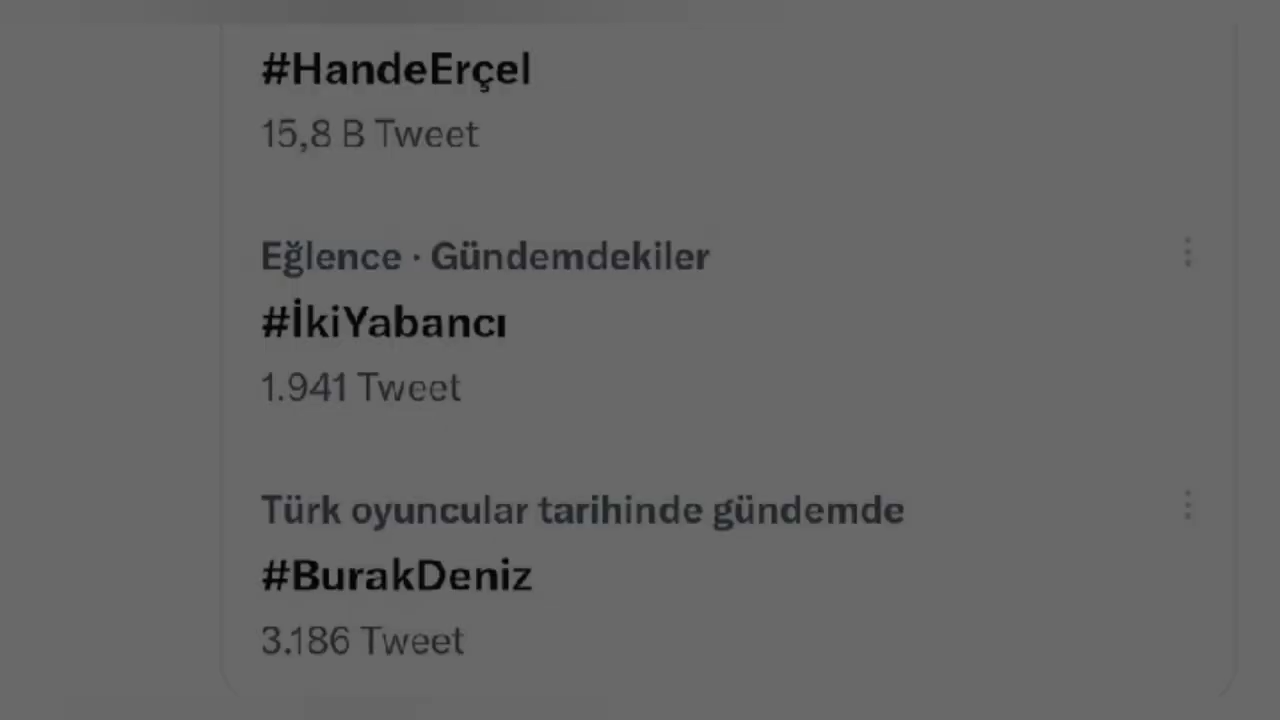 #HandeErçel
15,8 B Tweet
Eğlence · Gündemdekiler
#İkiYabancı
1.941 Tweet
Türk oyuncular tarihinde gündemde
#BurakDeniz
3.186 Tweet